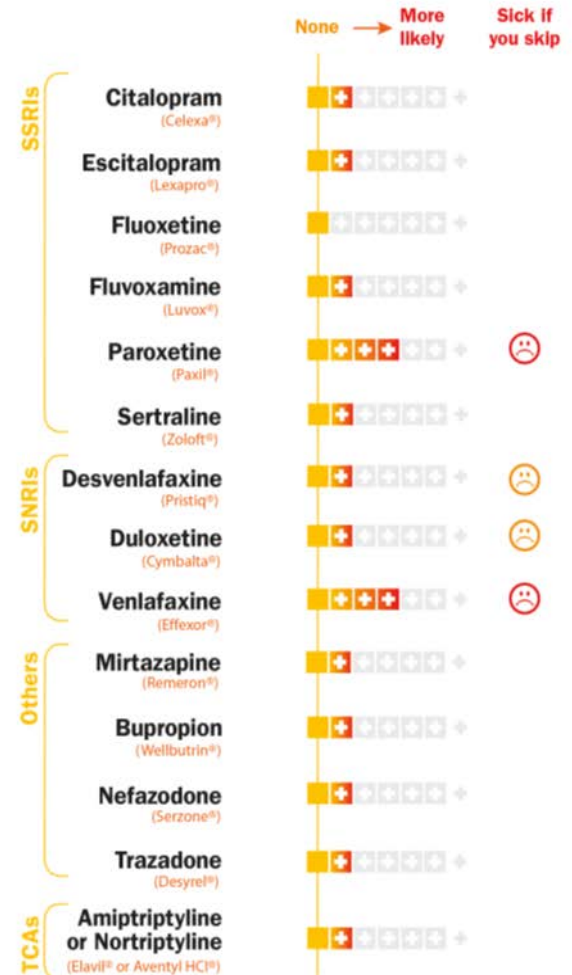 None → More likely
Sick if you skip
SSRIs
Citalopram
(Celexa®)
Escitalopram
(Lexapro®)
Fluoxetine
(Prozac®)
Fluvoxamine
(Luvox®)
Paroxetine
(Paxil®)
Sertraline
(Zoloft®)
SNRIs
Desvenlafaxine
(Pristiq®)
Duloxetine
(Cymbalta®)
Venlafaxine
(Effexor®)
Others
Mirtazapine
(Remeron®)
Bupropion
(Wellbutrin®)
Nefazodone
(Serzone®)
Trazadone
(Desyrel®)
TCAs
Amiptriptyline
or Nortriptyline
(Elavil® or Aventyl HCl®)